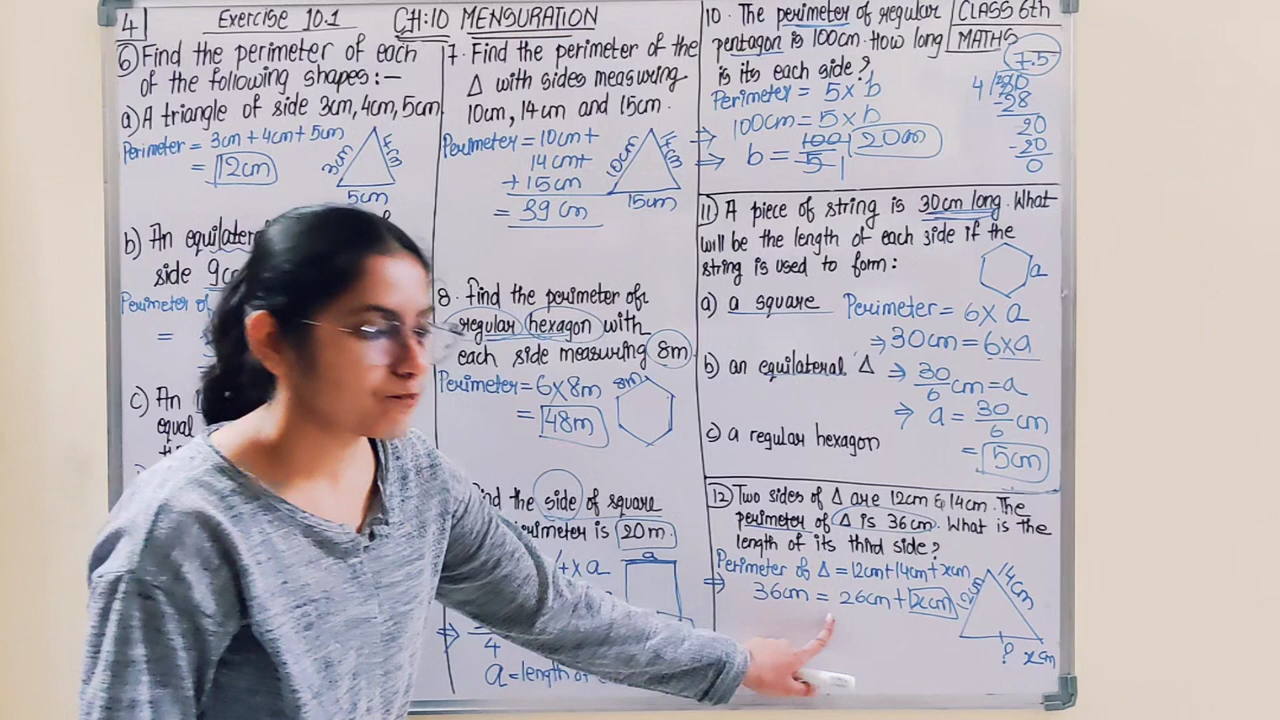 4
Exercise 10.1
CH:10 MENSURATION
CLASS 6th
MATHS
6) Find the perimeter of each
of the following shapes:-
a) A triangle of side 3cm, 4cm, 5cm
Perimeter = 3cm + 4cm + 5cm
= 12cm
3cm
4cm
5cm
b) An equilater
side 9c
Perimeter of
=
c) An
equal
7. Find the perimeter of the
Δ with sides measuring
10cm, 14cm and 15cm.
Perimeter = 10cm +
14cm+
+ 15cm
= 39 cm
10cm
15cm
8. Find the perimeter of
regular hexagon with
each side measuring 8m
Perimeter = 6 X 8m
= 48m
8m
ind the side of square
perimeter is 20m.
X a
a
⇒
4
a = length of
10. The perimeter of regular
pentagon is 100cm. How long
is its each side?
Perimeter = 5 x b
⇒ 100cm = 5 x b
⇒ b = 100/5 20cm
7.5
4
-28
20
-20
0
11) A piece of string is 30cm long. What
will be the length of each side if the
string is used to form:
a
a) a square
Perimeter = 6 X a
⇒ 30cm = 6xa
b) an equilateral Δ
⇒ 30/6 cm = a
⇒ a = 30/6 cm
c) a regular hexagon
= 5cm
12) Two sides of Δ are 12cm & 14cm. The
perimeter of Δ is 36cm. What is the
length of its third side?
Perimeter of Δ = 12cm+14cm+xcm
⇒ 36cm = 26cm + xcm
12cm
14cm
? xcm